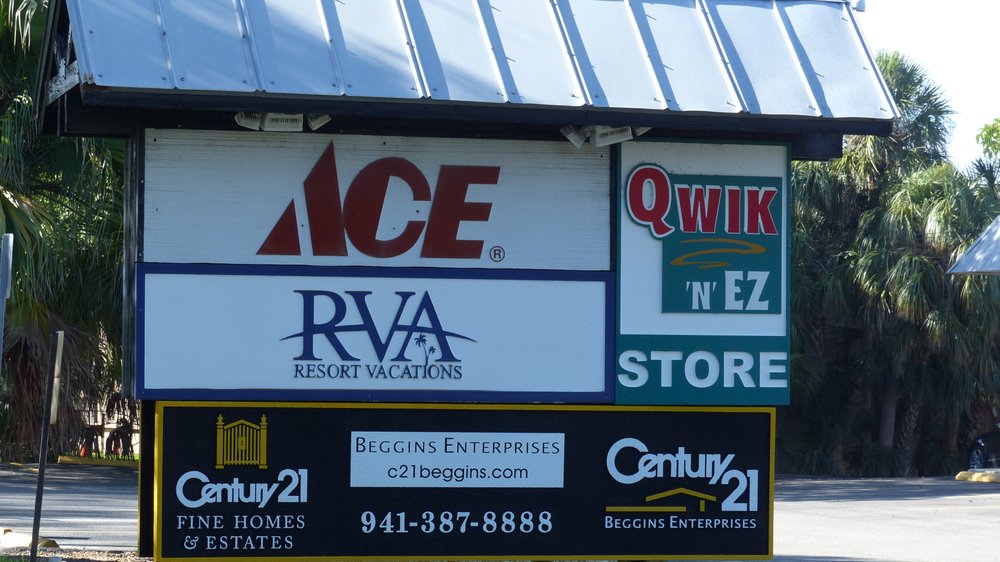 ACE®
RVA
RESORT VACATIONS
QWIK
'N' EZ
STORE
CENTURY 21
FINE HOMES
& ESTATES
BEGGINS ENTERPRISES
c21beggins.com
941-387-8888
CENTURY 21
BEGGINS ENTERPRISES